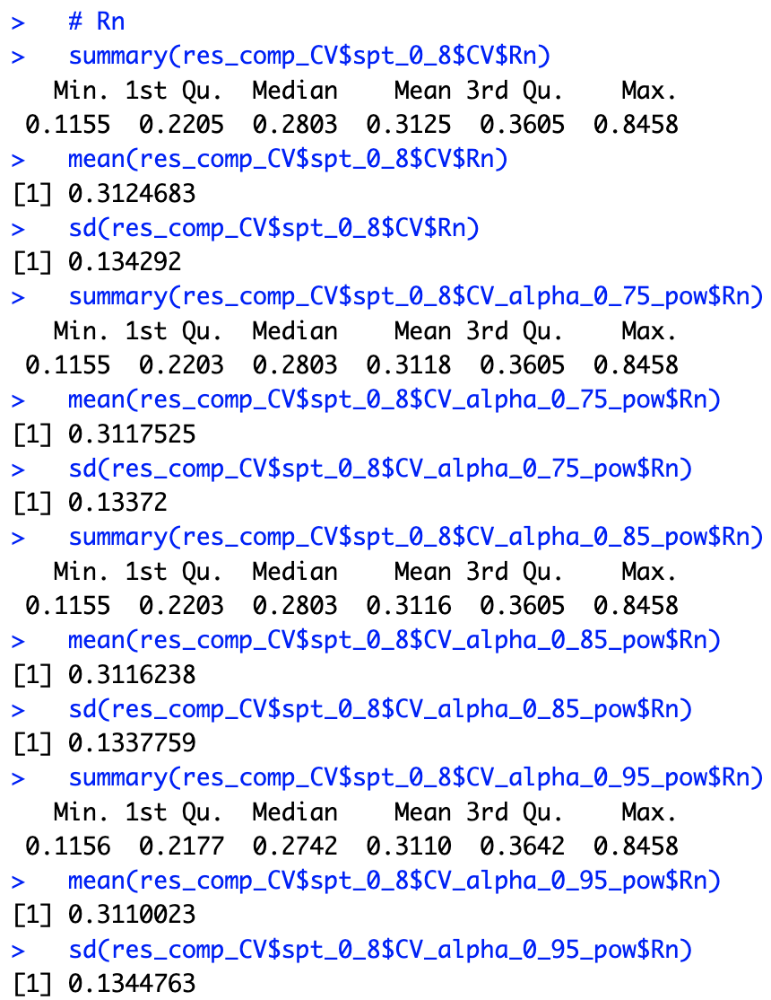 >   # Rn
>   summary(res_comp_CV$spt_0_8$CV$Rn)
   Min. 1st Qu.  Median    Mean 3rd Qu.    Max.
 0.1155  0.2205  0.2803  0.3125  0.3605  0.8458
>   mean(res_comp_CV$spt_0_8$CV$Rn)
[1] 0.3124683
>   sd(res_comp_CV$spt_0_8$CV$Rn)
[1] 0.134292
>   summary(res_comp_CV$spt_0_8$CV_alpha_0_75_pow$Rn)
   Min. 1st Qu.  Median    Mean 3rd Qu.    Max.
 0.1155  0.2203  0.2803  0.3118  0.3605  0.8458
>   mean(res_comp_CV$spt_0_8$CV_alpha_0_75_pow$Rn)
[1] 0.3117525
>   sd(res_comp_CV$spt_0_8$CV_alpha_0_75_pow$Rn)
[1] 0.13372
>   summary(res_comp_CV$spt_0_8$CV_alpha_0_85_pow$Rn)
   Min. 1st Qu.  Median    Mean 3rd Qu.    Max.
 0.1155  0.2203  0.2803  0.3116  0.3605  0.8458
>   mean(res_comp_CV$spt_0_8$CV_alpha_0_85_pow$Rn)
[1] 0.3116238
>   sd(res_comp_CV$spt_0_8$CV_alpha_0_85_pow$Rn)
[1] 0.1337759
>   summary(res_comp_CV$spt_0_8$CV_alpha_0_95_pow$Rn)
   Min. 1st Qu.  Median    Mean 3rd Qu.    Max.
 0.1156  0.2177  0.2742  0.3110  0.3642  0.8458
>   mean(res_comp_CV$spt_0_8$CV_alpha_0_95_pow$Rn)
[1] 0.3110023
>   sd(res_comp_CV$spt_0_8$CV_alpha_0_95_pow$Rn)
[1] 0.1344763